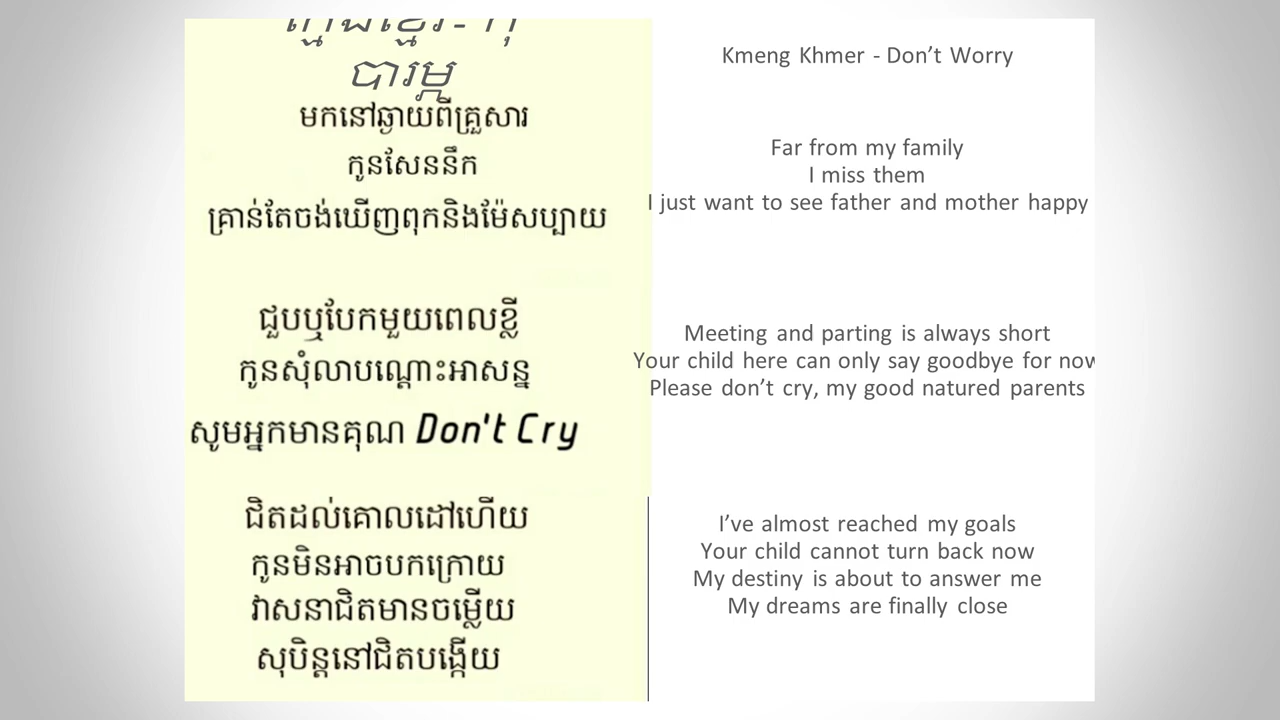 ក្មេងខ្មែរ - កុំ
បារម្ភ
មកនៅឆ្ងាយពីគ្រួសារ
កូនសែននឹក
គ្រាន់តែចង់ឃើញពុកនិងម៉ែសប្បាយ
ជួបឬបែកមួយពេលខ្លី
កូនសុំលាបណ្ដោះអាសន្ន
សូមអ្នកមានគុណ Don't Cry
ជិតដល់គោលដៅហើយ
កូនមិនអាចបកក្រោយ
វាសនាជិតមានចម្លើយ
សុបិន្តនៅជិតបង្កើយ
Kmeng Khmer - Don’t Worry
Far from my family
I miss them
I just want to see father and mother happy
Meeting and parting is always short
Your child here can only say goodbye for now
Please don’t cry, my good natured parents
I’ve almost reached my goals
Your child cannot turn back now
My destiny is about to answer me
My dreams are finally close